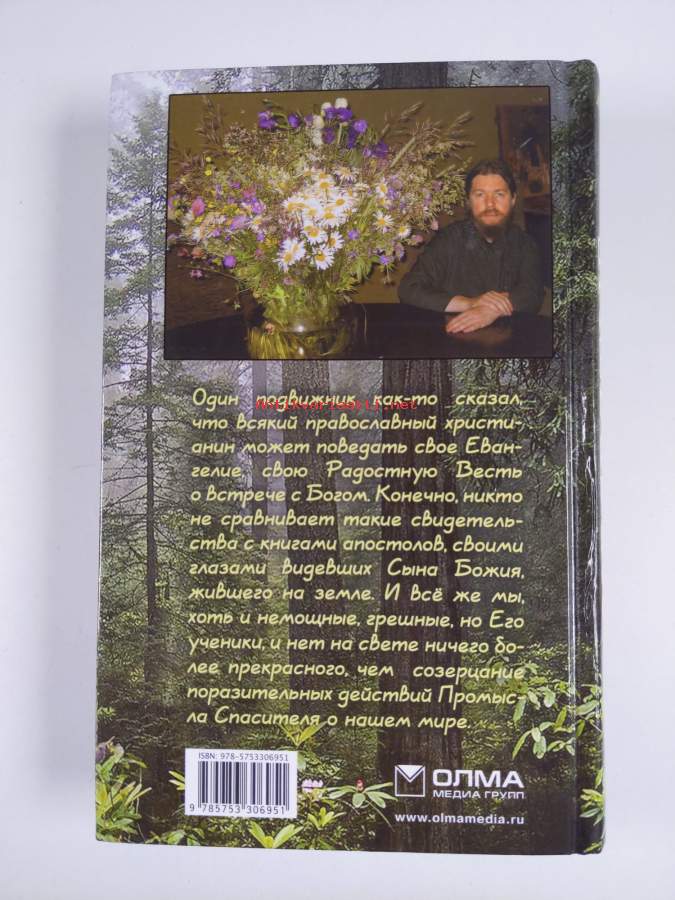 Один подвижник как-то сказал,
Antikvariaatti.net
что всякий православный христи-
анин может поведать свое Еван-
гелие, свою Радостную Весть
о встрече с Богом. Конечно, никто
не сравнивает такие свидетель-
ства с книгами апостолов, своими
глазами видевших Сына Божия,
жившего на земле. И всё же мы,
хоть и немощные, грешные, но Его
ученики, и нет на свете ничего бо-
лее прекрасного, чем созерцание
поразительных действий Промыс-
ла Спасителя о нашем мире.
ISBN: 978-5753306951
9 785753 306951
ОЛМА
МЕДИА ГРУПП
www.olmamedia.ru